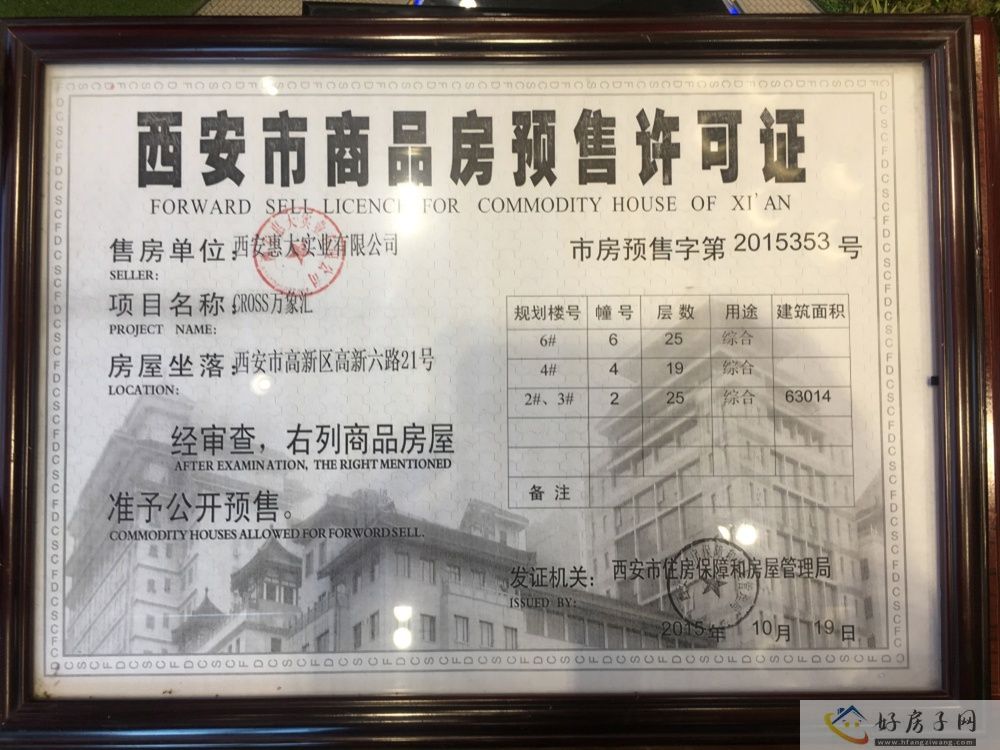 西安市商品房预售许可证
FORWARD SELL LICENCE FOR COMMODITY HOUSE OF XI'AN
售房单位：西安惠大实业有限公司
SELLER:
市房预售字第 2015353 号
项目名称：CROSS万象汇
PROJECT NAME:
房屋坐落：西安市高新区高新六路21号
LOCATION:
经审查，右列商品房屋
AFTER EXAMINATION, THE RIGHT MENTIONED
准予公开预售。
COMMODITY HOUSES ALLOWED FOR FORWORD SELL.
规划楼号 幢号 层数 用途 建筑面积
6# 6 25 综合
4# 4 19 综合
2#、3# 2 25 综合 63014
备注
发证机关：西安市住房保障和房屋管理局
ISSUED BY:
2015年 10月 19日
好房子网
www.hfangziwang.com